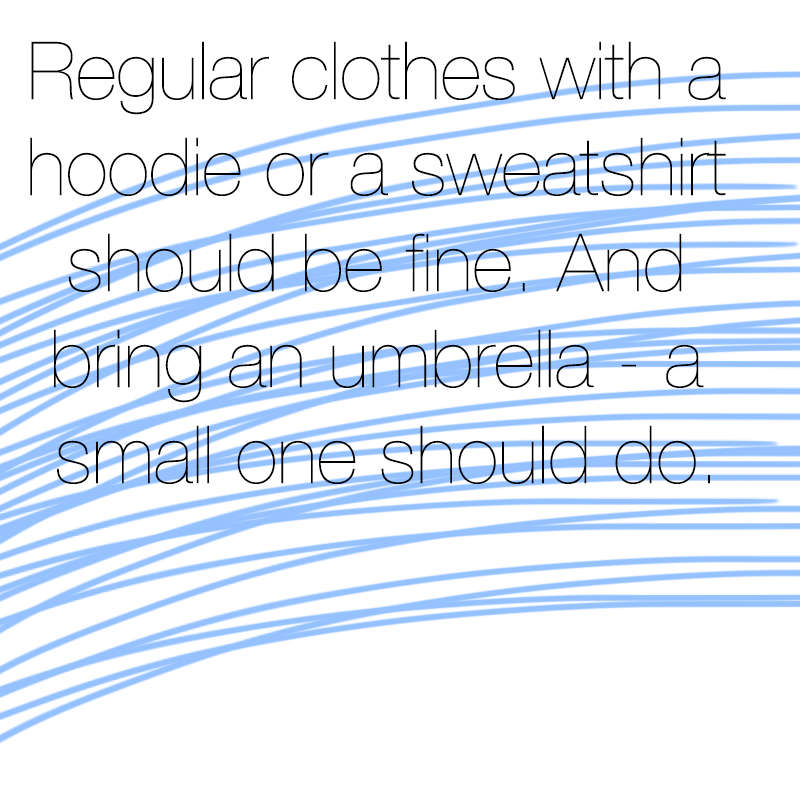 Regular clothes with a
hoodie or a sweatshirt
should be fine. And
bring an umbrella - a
small one should do.